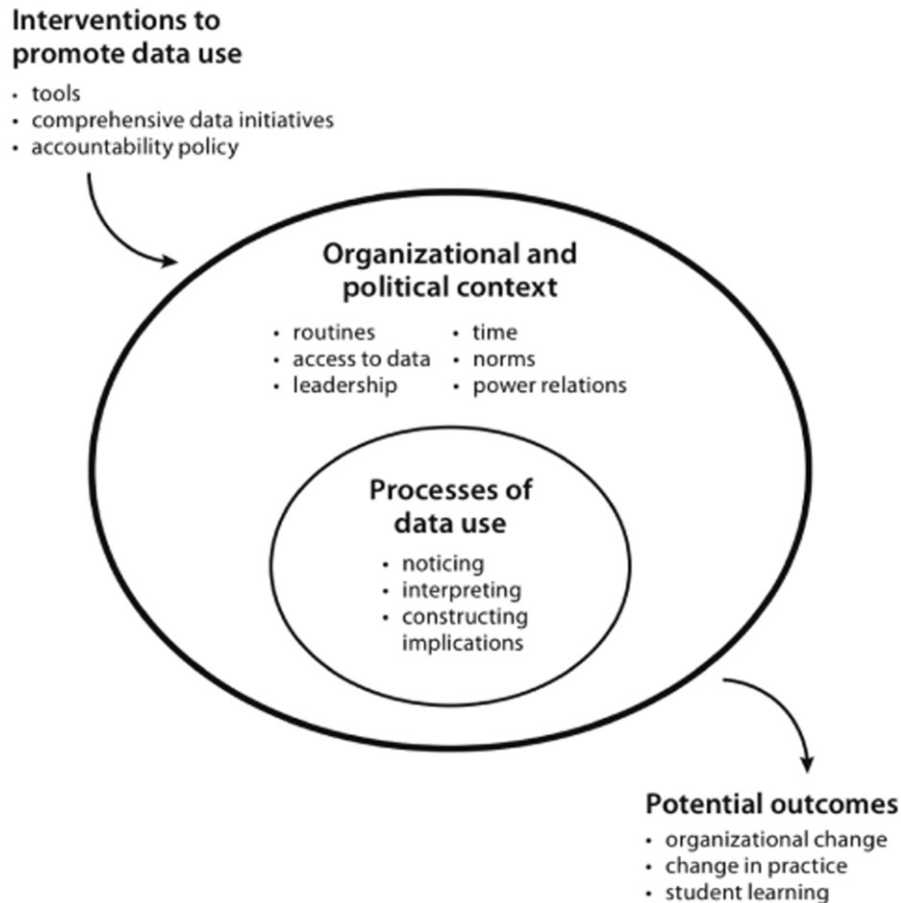 Interventions to
promote data use
• tools
• comprehensive data initiatives
• accountability policy
Organizational and
political context
• routines
• access to data
• leadership
• time
• norms
• power relations
Processes of
data use
• noticing
• interpreting
• constructing
implications
Potential outcomes
• organizational change
• change in practice
• student learning